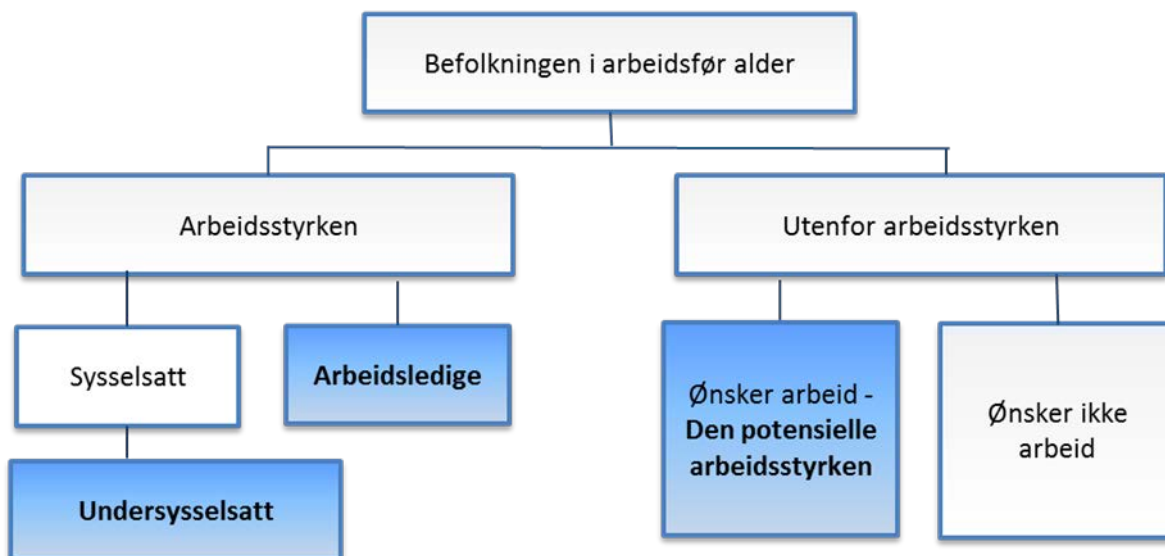 Befolkningen i arbeidsfør alder
Arbeidsstyrken
Utenfor arbeidsstyrken
Sysselsatt
Arbeidsledige
Ønsker arbeid -
Den potensielle
arbeidsstyrken
Ønsker ikke
arbeid
Undersysselsatt